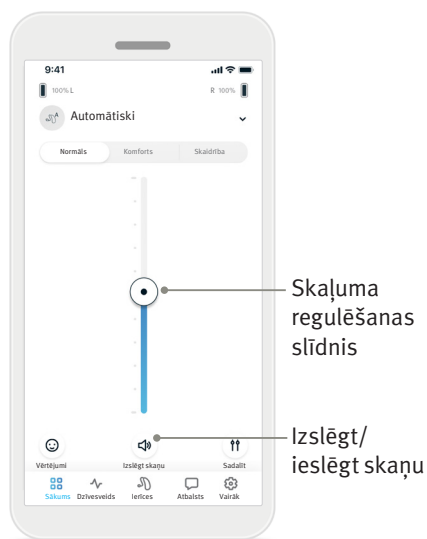 9:41
100% L
R 100%
Automātiski
Normāls Komforts Skaidrība
Skaļuma
regulēšanas
slīdnis
Izslēgt/
ieslēgt skaņu
Vērtējumi Izslēgt skaņu Sadalīt
Sākums Dzīvesveids Ierīces Atbalsts Vairāk